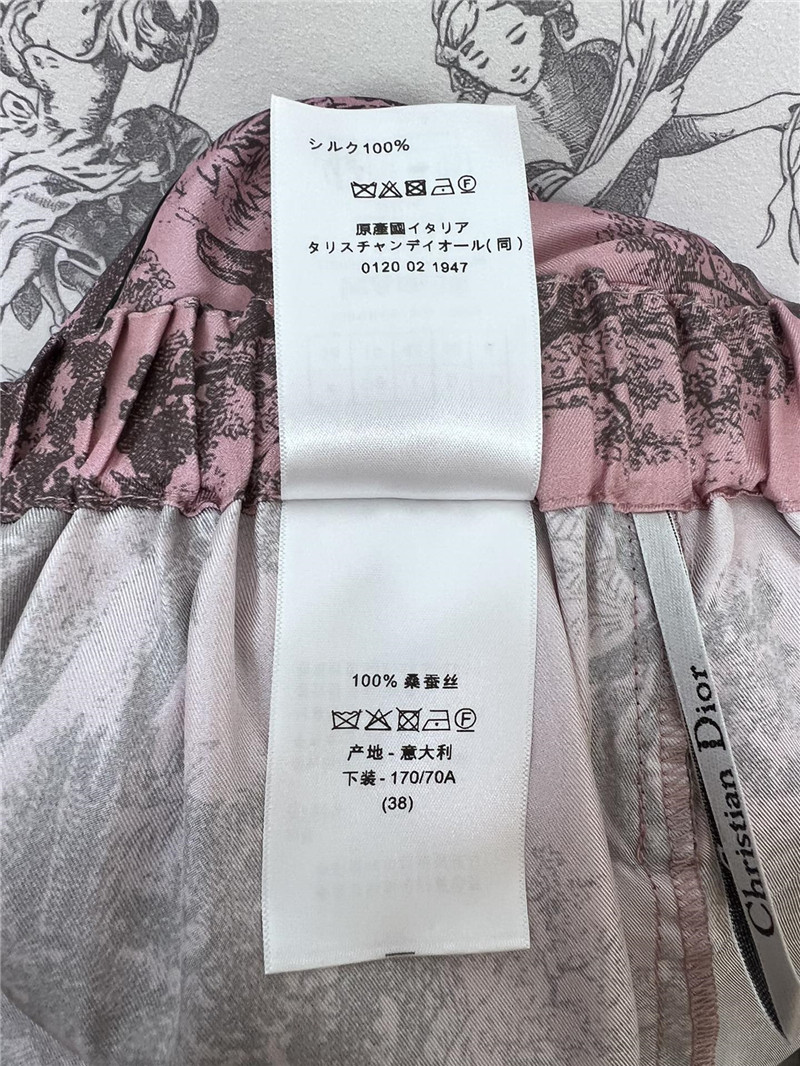 シルク100%
Ⓕ
原產國イタリア
タリスチャンデイオール(同)
0120 02 1947
100% 桑蚕丝
Ⓕ
产地 - 意大利
下装 - 170/70A
(38)
Christian Dior